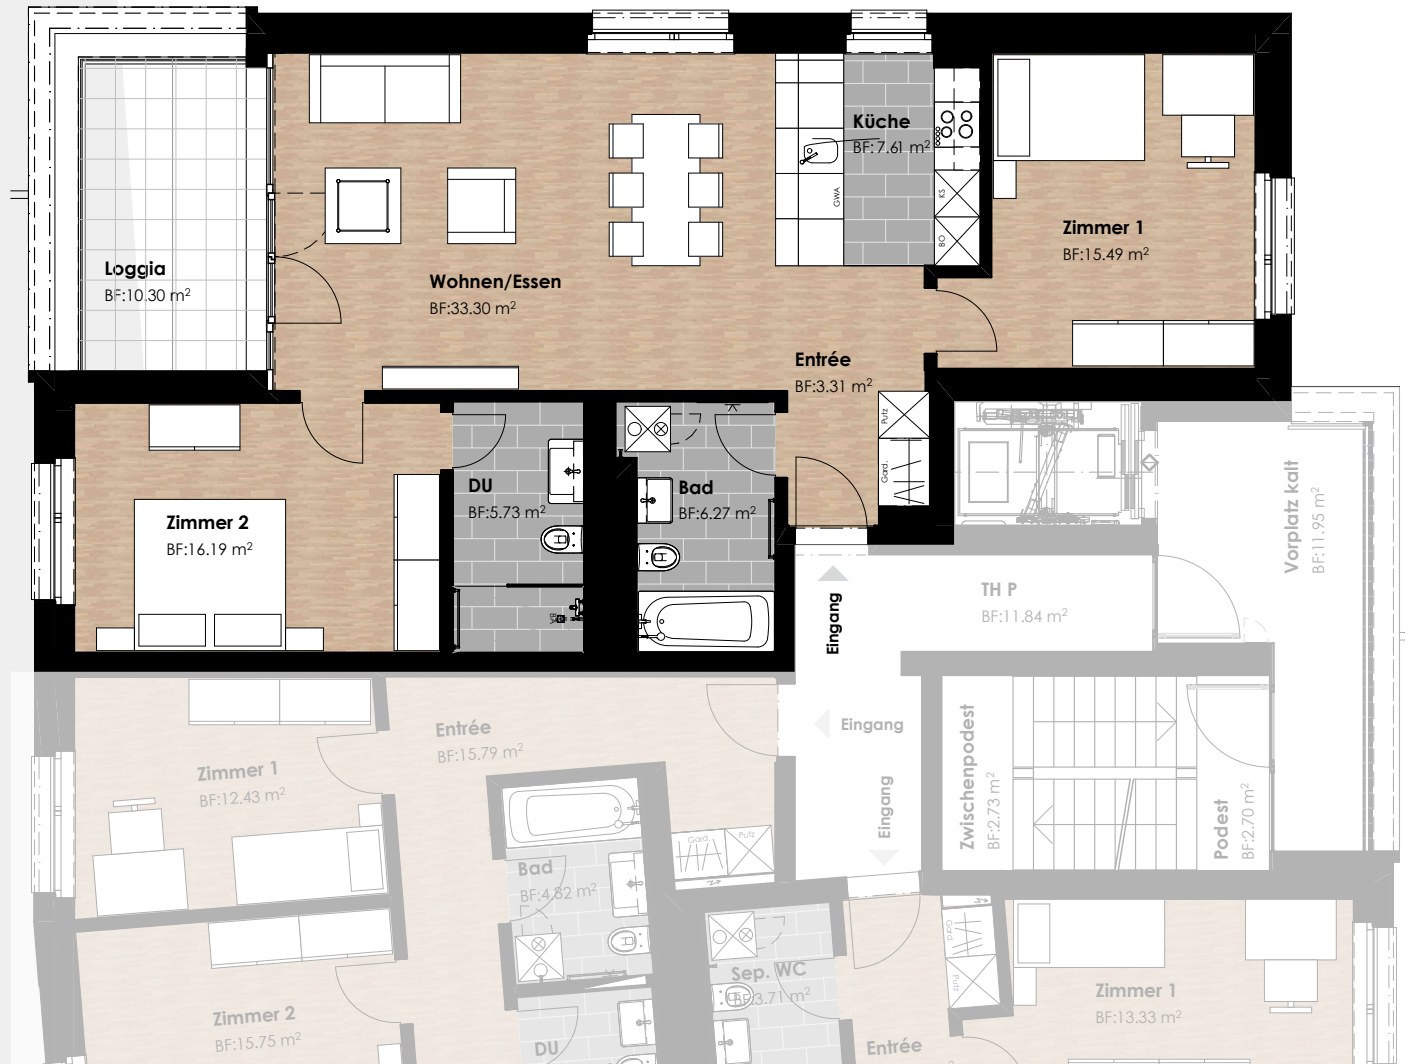 Küche
BF:7.61 m²
GWA
KS
BO
Zimmer 1
BF:15.49 m²
Loggia
BF:10.30 m²
Wohnen/Essen
BF:33.30 m²
Entrée
BF:3.31 m²
Putz
Gard.
DU
BF:5.73 m²
Bad
BF:6.27 m²
Zimmer 2
BF:16.19 m²
Vorplatz kalt
BF:11.95 m²
TH P
BF:11.84 m²
Eingang
Eingang
Eingang
Entrée
BF:15.79 m²
Zimmer 1
BF:12.43 m²
Zwischenpodest
BF:2.73 m²
Podest
BF:2.70 m²
Gard.
Putz
Bad
BF:4.82 m²
Gard.
Putz
Sep. WC
BF:3.71 m²
Zimmer 1
BF:13.33 m²
Zimmer 2
BF:15.75 m²
DU
Entrée